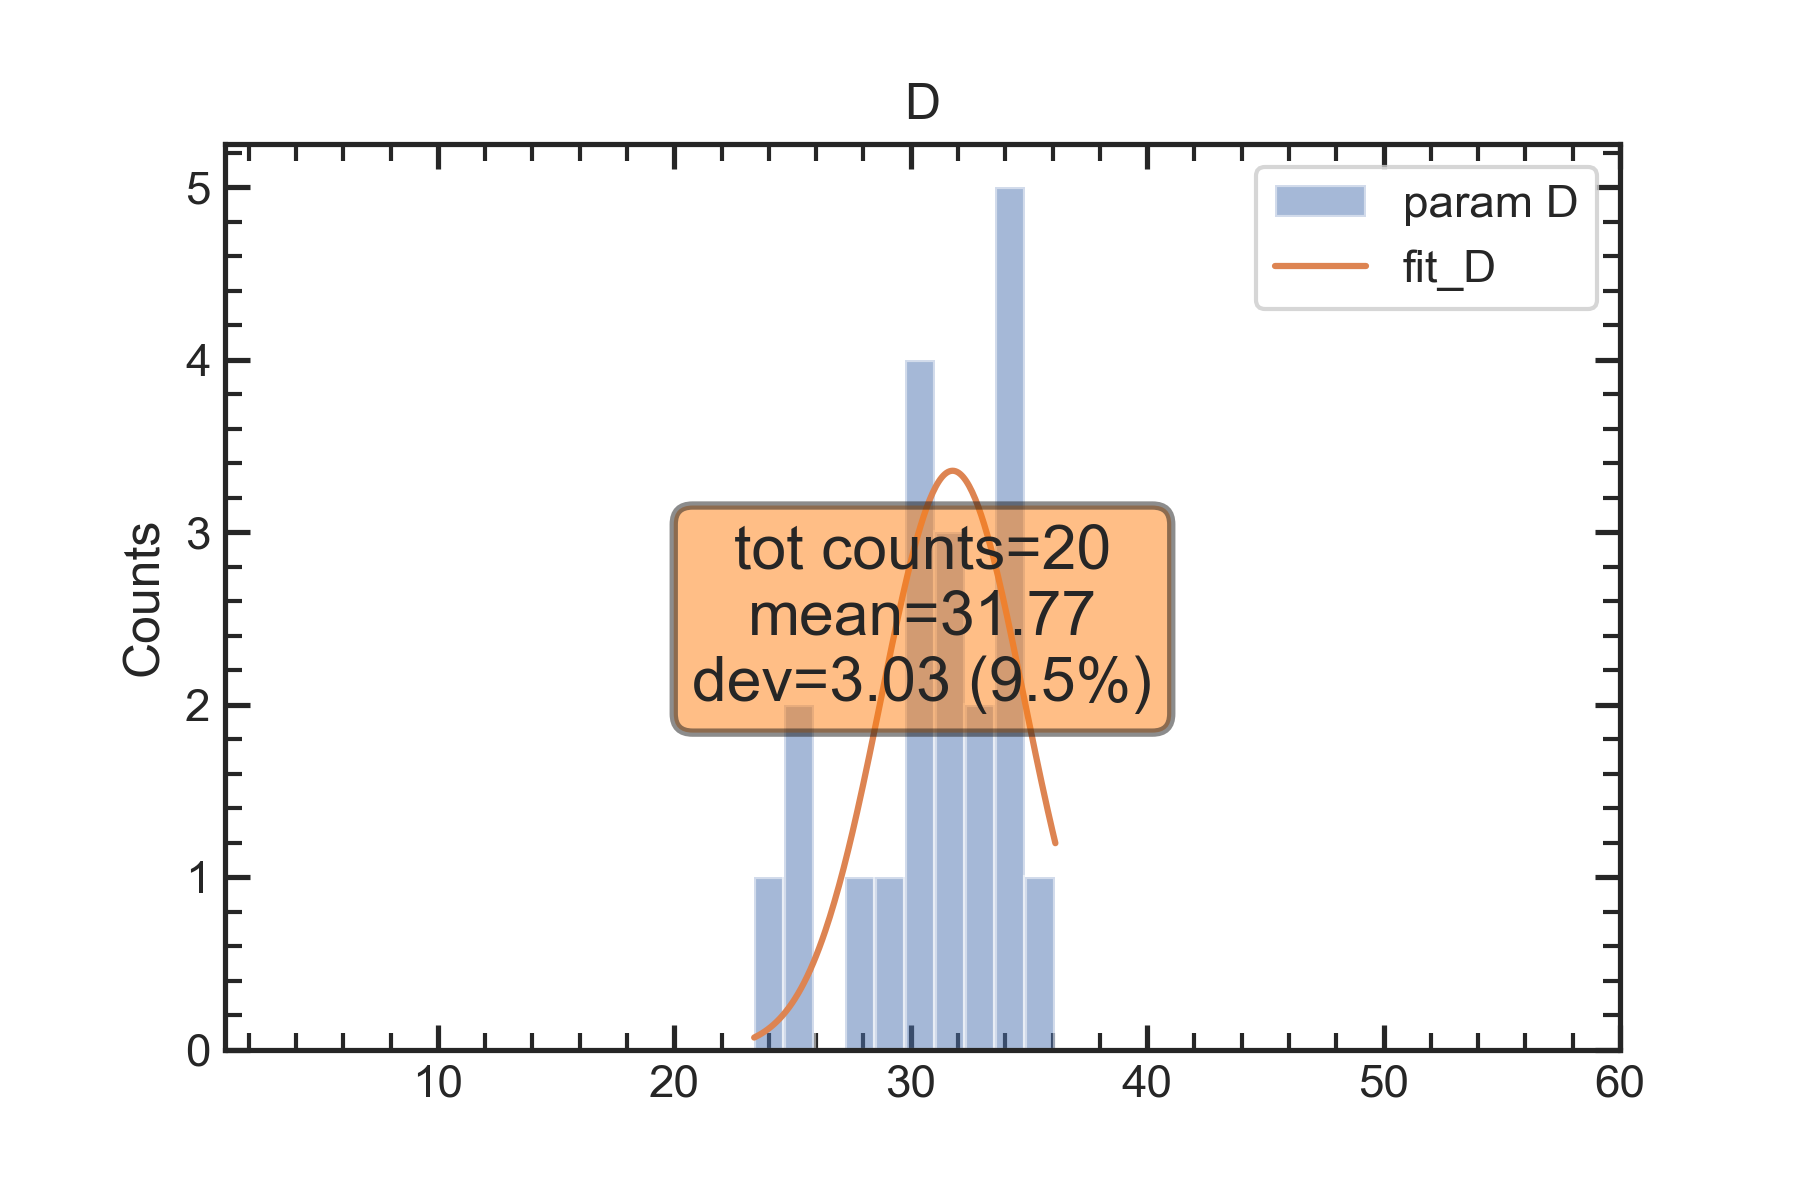 D
param D
fit_D
Counts
5
4
3
2
1
0
tot counts=20
mean=31.77
dev=3.03 (9.5%)
10 20 30 40 50 60